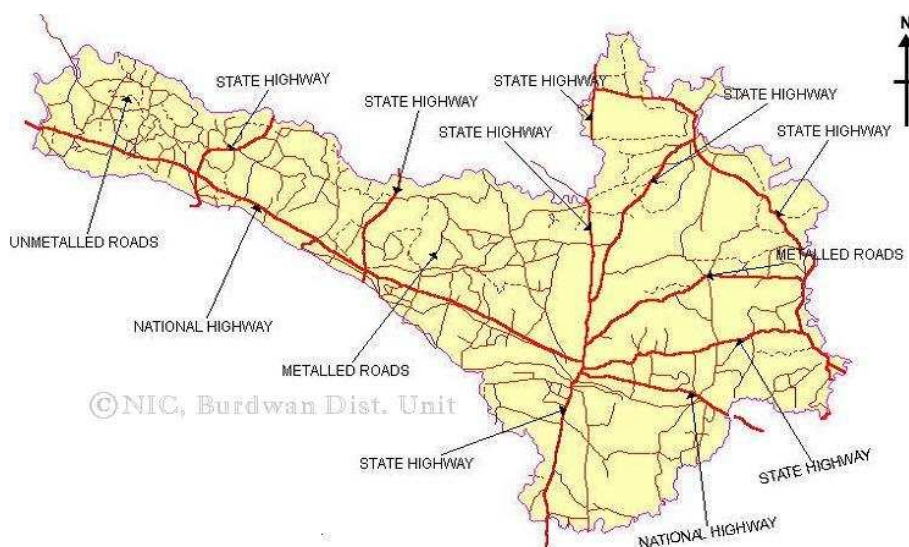 N
STATE HIGHWAY
STATE HIGHWAY
STATE HIGHWAY
STATE HIGHWAY
STATE HIGHWAY
STATE HIGHWAY
UNMETALLED ROADS
METALLED ROADS
NATIONAL HIGHWAY
METALLED ROADS
©NIC, Burdwan Dist. Unit
STATE HIGHWAY
STATE HIGHWAY
NATIONAL HIGHWAY